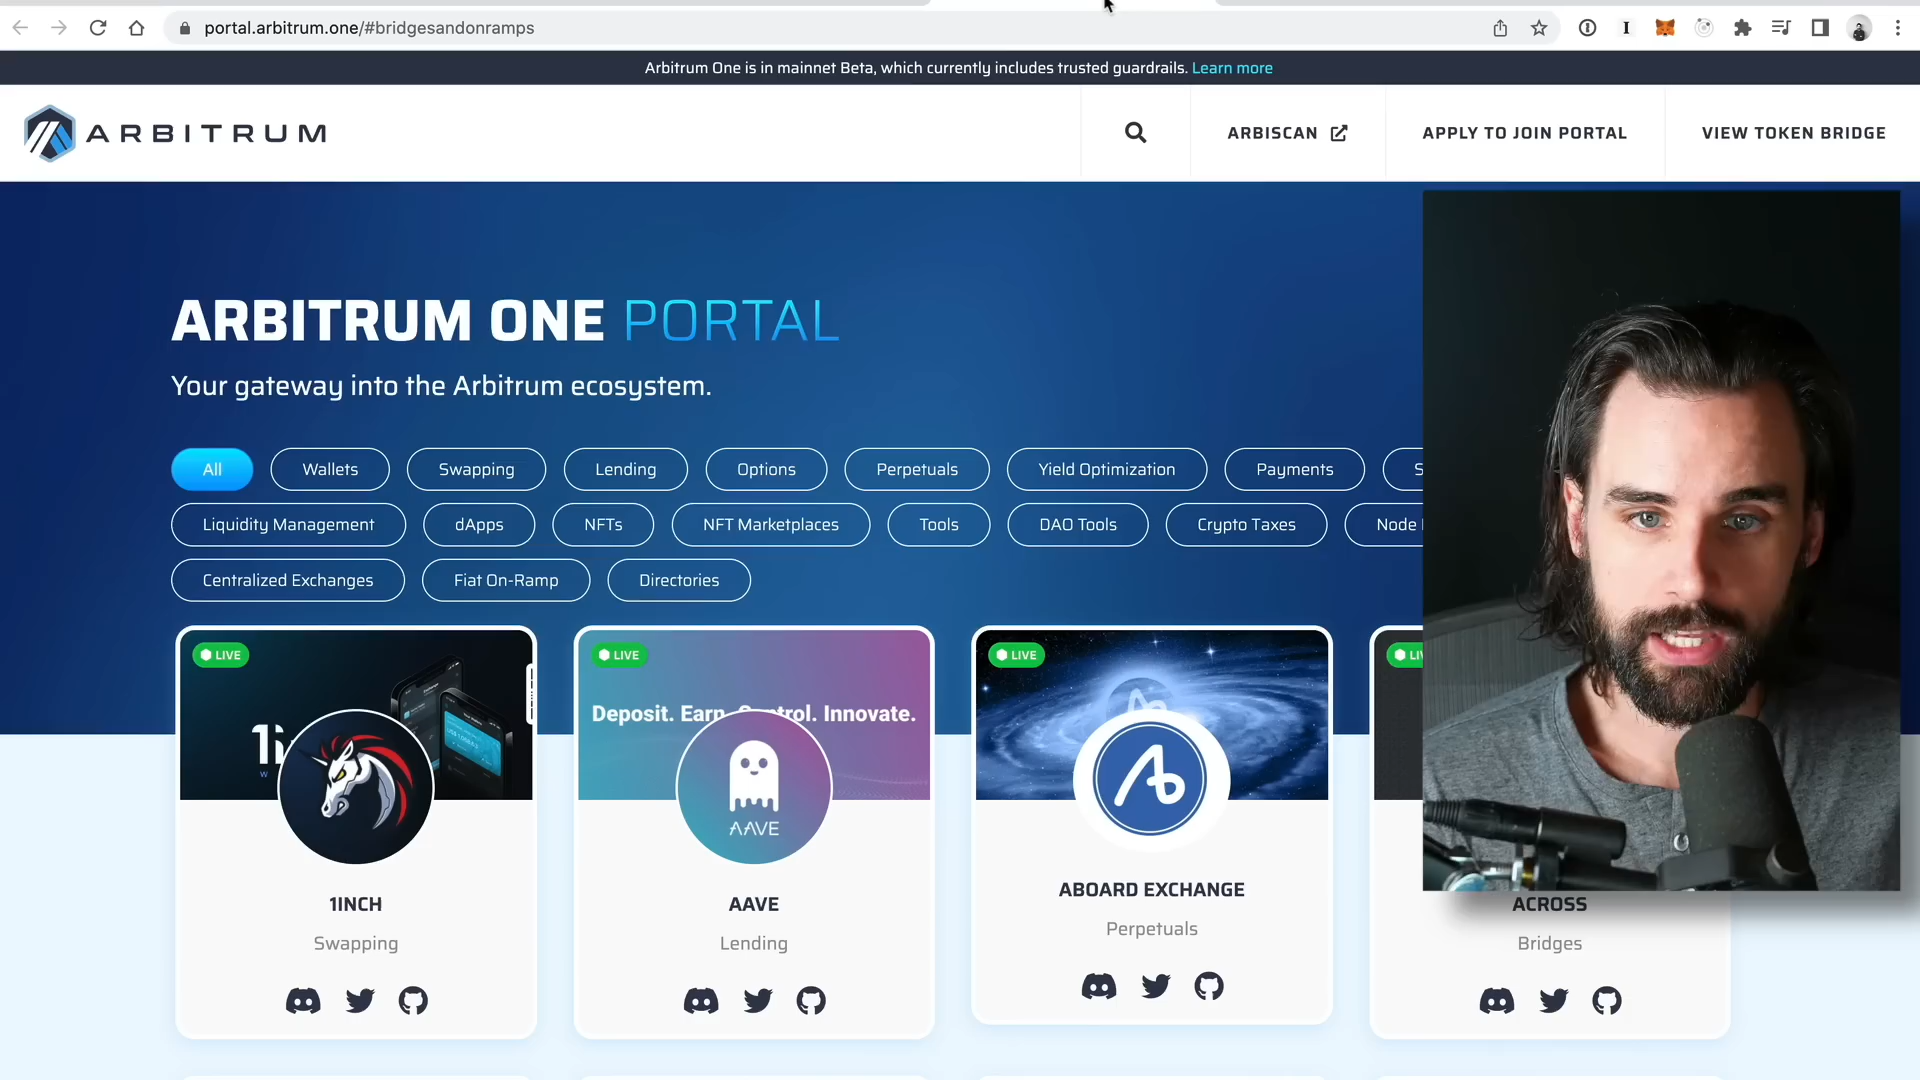 portal.arbitrum.one/#bridgesandonramps
Arbitrum One is in mainnet Beta, which currently includes trusted guardrails. Learn more
ARBITRUM
ARBISCAN
APPLY TO JOIN PORTAL
VIEW TOKEN BRIDGE
ARBITRUM ONE PORTAL
Your gateway into the Arbitrum ecosystem.
All
Wallets
Swapping
Lending
Options
Perpetuals
Yield Optimization
Payments
S
Liquidity Management
dApps
NFTs
NFT Marketplaces
Tools
DAO Tools
Crypto Taxes
Node
Centralized Exchanges
Fiat On-Ramp
Directories
LIVE
LIVE
LIVE
Deposit. Earn. Control. Innovate.
AAVE
1INCH
Swapping
AAVE
Lending
ABOARD EXCHANGE
Perpetuals
ACROSS
Bridges